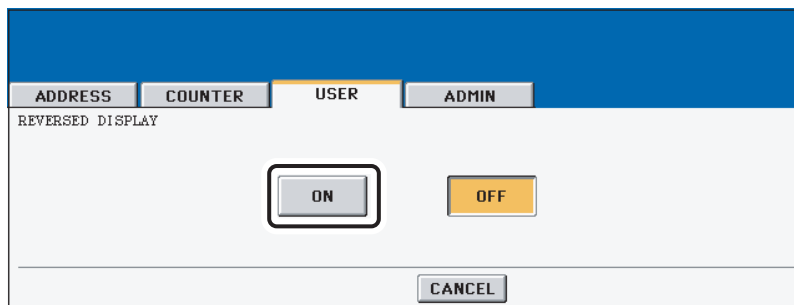 ADDRESS COUNTER USER ADMIN
REVERSED DISPLAY
ON OFF
CANCEL